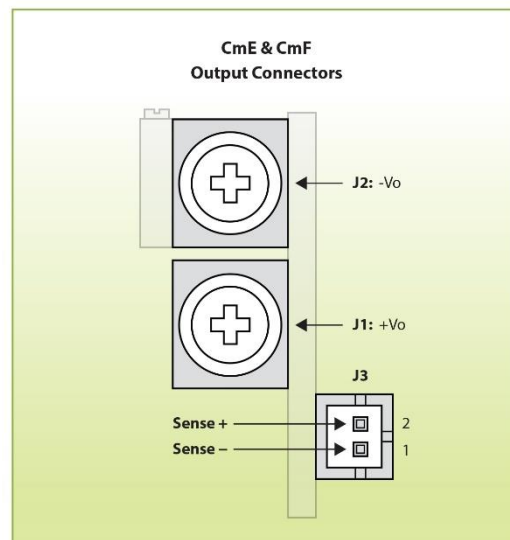 CmE & CmF
Output Connectors
J2: -Vo
J1: +Vo
J3
Sense +
2
Sense –
1